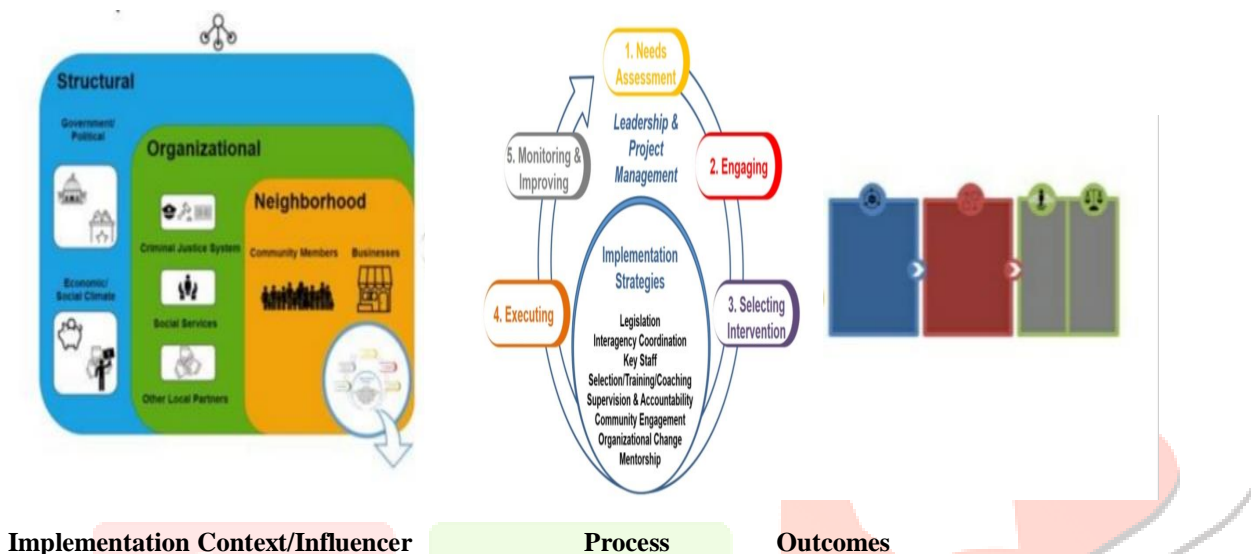 Structural
Government/
Political
Economic/
Social Climate
Organizational
Criminal Justice System
Social Services
Other Local Partners
Neighborhood
Community Members
Businesses
1. Needs
Assessment
Leadership &
Project
Management
5. Monitoring &
Improving
2. Engaging
Implementation
Strategies
4. Executing
3. Selecting
Intervention
Legislation
Interagency Coordination
Key Staff
Selection/Training/Coaching
Supervision & Accountability
Community Engagement
Organizational Change
Mentorship
Implementation Context/Influencer
Process
Outcomes